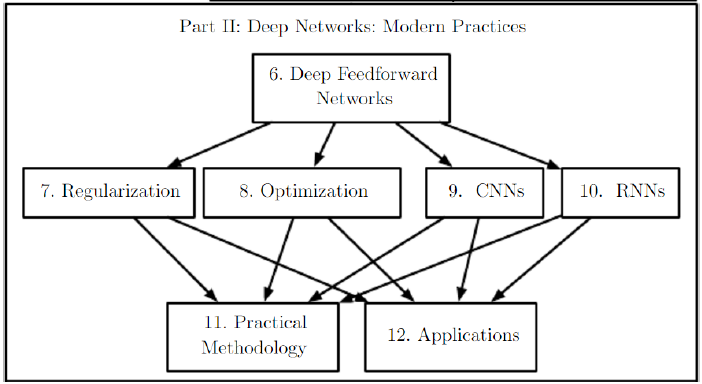 Part II: Deep Networks: Modern Practices
6. Deep Feedforward
Networks
7. Regularization
8. Optimization
9. CNNs
10. RNNs
11. Practical
Methodology
12. Applications